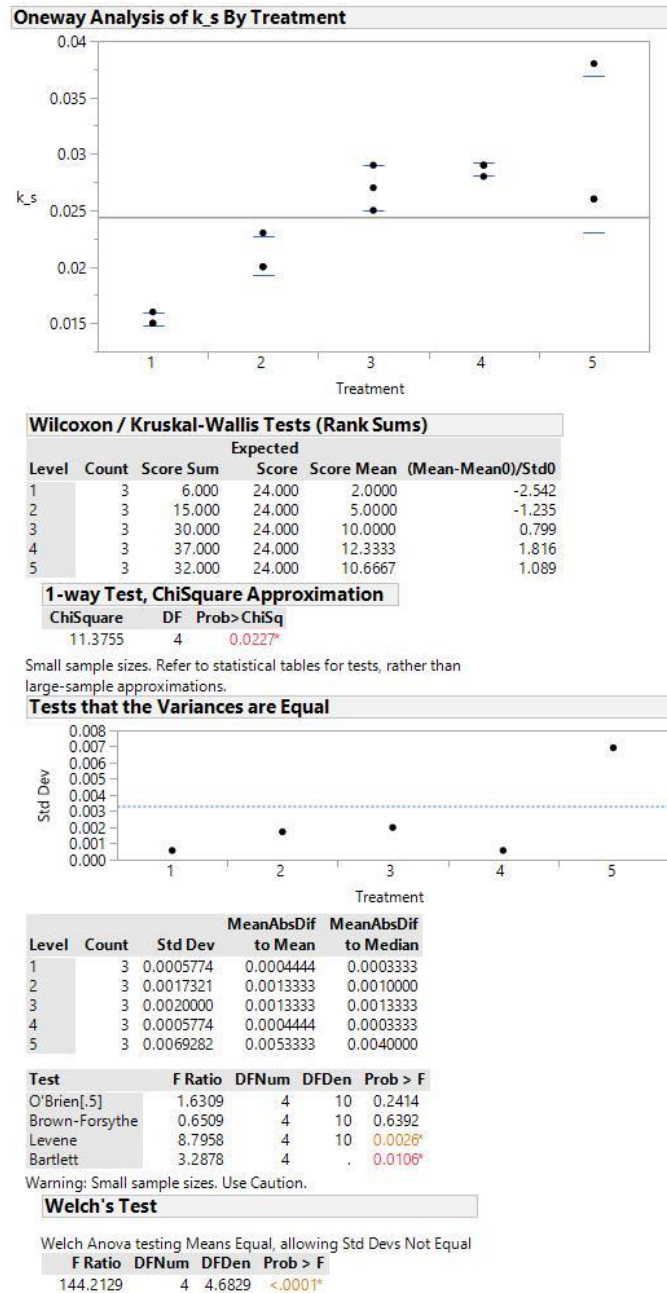 Oneway Analysis of k_s By Treatment
0.04
0.035
0.03
k_s
0.025
0.02
0.015
1 2 3 4 5
Treatment
Wilcoxon / Kruskal-Wallis Tests (Rank Sums)
Expected
Level Count Score Sum Score Score Mean (Mean-Mean0)/Std0
1 3 6.000 24.000 2.0000 -2.542
2 3 15.000 24.000 5.0000 -1.235
3 3 30.000 24.000 10.0000 0.799
4 3 37.000 24.000 12.3333 1.816
5 3 32.000 24.000 10.6667 1.089
1-way Test, ChiSquare Approximation
ChiSquare DF Prob>ChiSq
11.3755 4 0.0227*
Small sample sizes. Refer to statistical tables for tests, rather than
large-sample approximations.
Tests that the Variances are Equal
0.008
0.007
0.006
0.005
Std Dev
0.004
0.003
0.002
0.001
0.000
1 2 3 4 5
Treatment
MeanAbsDif MeanAbsDif
Level Count Std Dev to Mean to Median
1 3 0.0005774 0.0004444 0.0003333
2 3 0.0017321 0.0013333 0.0010000
3 3 0.0020000 0.0013333 0.0013333
4 3 0.0005774 0.0004444 0.0003333
5 3 0.0069282 0.0053333 0.0040000
Test F Ratio DFNum DFDen Prob > F
O'Brien[.5] 1.6309 4 10 0.2414
Brown-Forsythe 0.6509 4 10 0.6392
Levene 8.7958 4 10 0.0026*
Bartlett 3.2878 4 . 0.0106*
Warning: Small sample sizes. Use Caution.
Welch's Test
Welch Anova testing Means Equal, allowing Std Devs Not Equal
F Ratio DFNum DFDen Prob > F
144.2129 4 4.6829 <.0001*